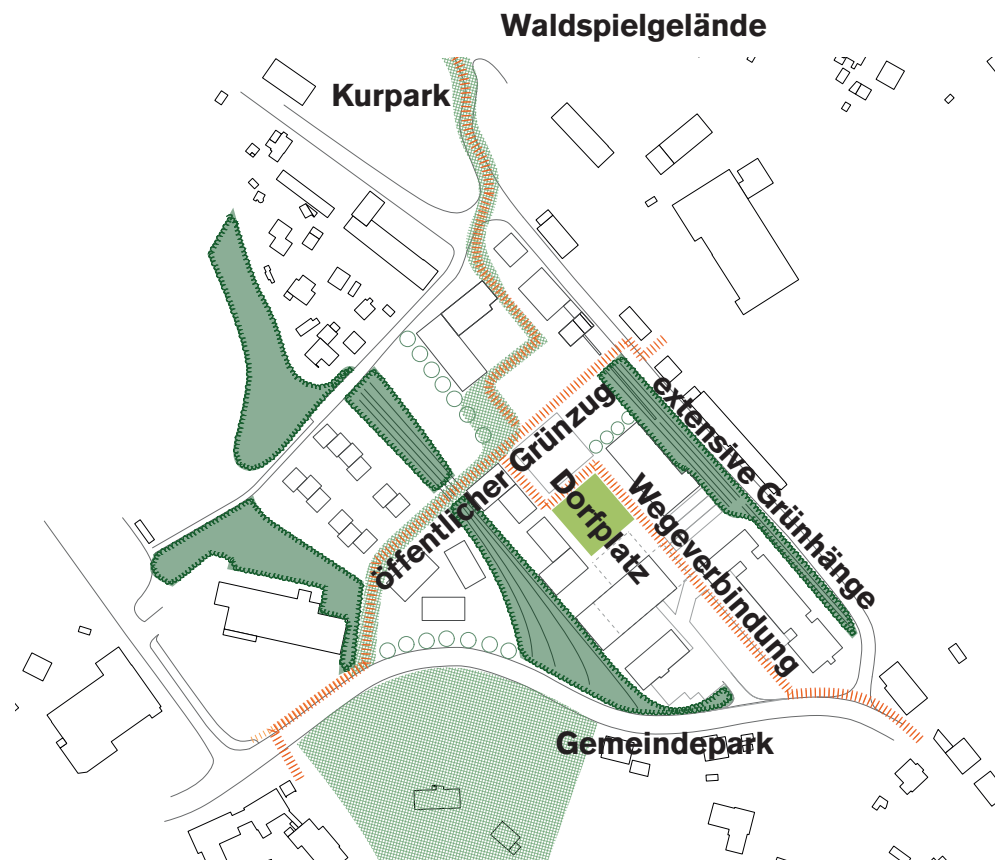 Waldspielgelände
Kurpark
extensive Grünhänge
öffentlicher Grünzug
Dorfplatz
Wegeverbindung
Gemeindepark